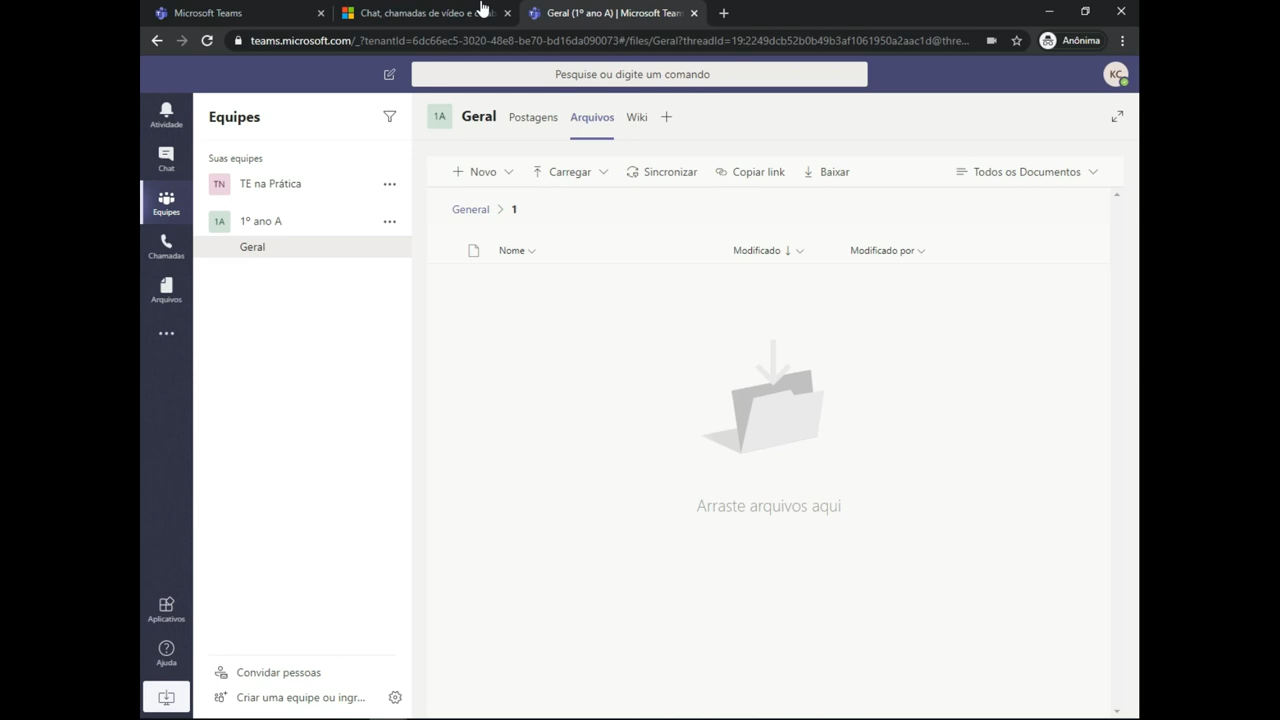 Microsoft Teams
Chat, chamadas de vídeo e
Geral (1º ano A) | Microsoft Team
teams.microsoft.com/_?tenantId=6dc66ec5-3020-48e8-be70-bd16da090073#/files/Geral?threadId=19:2249dcb52b0b49b3af1061950a2aac1d@thre...
Anônima
Pesquise ou digite um comando
KC
Atividade
Chat
Equipes
Chamadas
Arquivos
Aplicativos
Ajuda
Equipes
Suas equipes
TN TE na Prática
1A 1º ano A
Geral
Convidar pessoas
Criar uma equipe ou ingr...
1A Geral Postagens Arquivos Wiki
Novo Carregar Sincronizar Copiar link Baixar Todos os Documentos
General > 1
Nome Modificado Modificado por
Arraste arquivos aqui